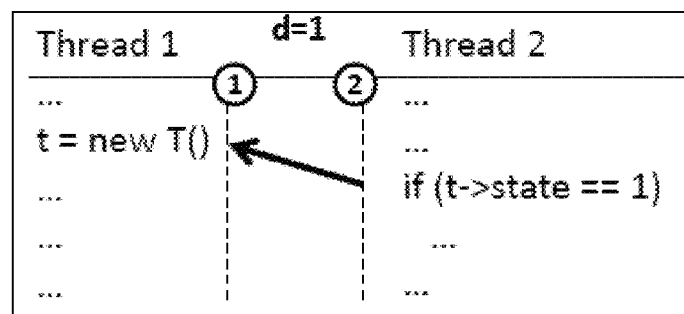 Thread 1 d=1 Thread 2
1 2
... ...
t = new T() ...
... if (t->state == 1)
... ...
... ...